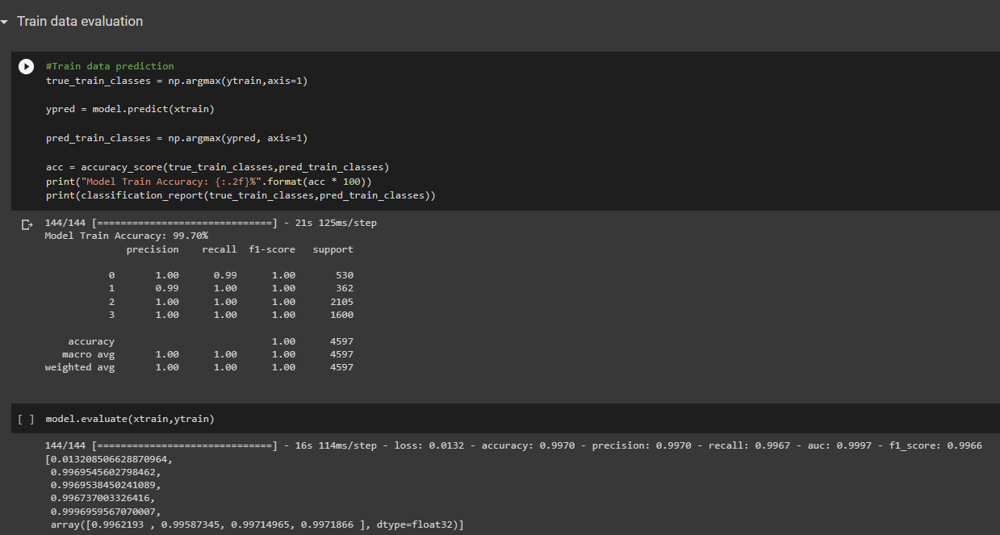 Train data evaluation
#Train data prediction
true_train_classes = np.argmax(ytrain,axis=1)
ypred = model.predict(xtrain)
pred_train_classes = np.argmax(ypred, axis=1)
acc = accuracy_score(true_train_classes,pred_train_classes)
print("Model Train Accuracy: {:.2f}%".format(acc * 100))
print(classification_report(true_train_classes,pred_train_classes))
144/144 [==============================] - 21s 125ms/step
Model Train Accuracy: 99.70%
precision recall f1-score support
0 1.00 0.99 1.00 530
1 0.99 1.00 1.00 362
2 1.00 1.00 1.00 2105
3 1.00 1.00 1.00 1600
accuracy 1.00 4597
macro avg 1.00 1.00 1.00 4597
weighted avg 1.00 1.00 1.00 4597
[ ] model.evaluate(xtrain,ytrain)
144/144 [==============================] - 16s 114ms/step - loss: 0.0132 - accuracy: 0.9970 - precision: 0.9970 - recall: 0.9967 - auc: 0.9997 - f1_score: 0.9966
[0.013208506628870964,
0.9969545602798462,
0.9969538450241089,
0.996737003326416,
0.9996959567070007,
array([0.9962193 , 0.99587345, 0.99714965, 0.9971866 ], dtype=float32)]